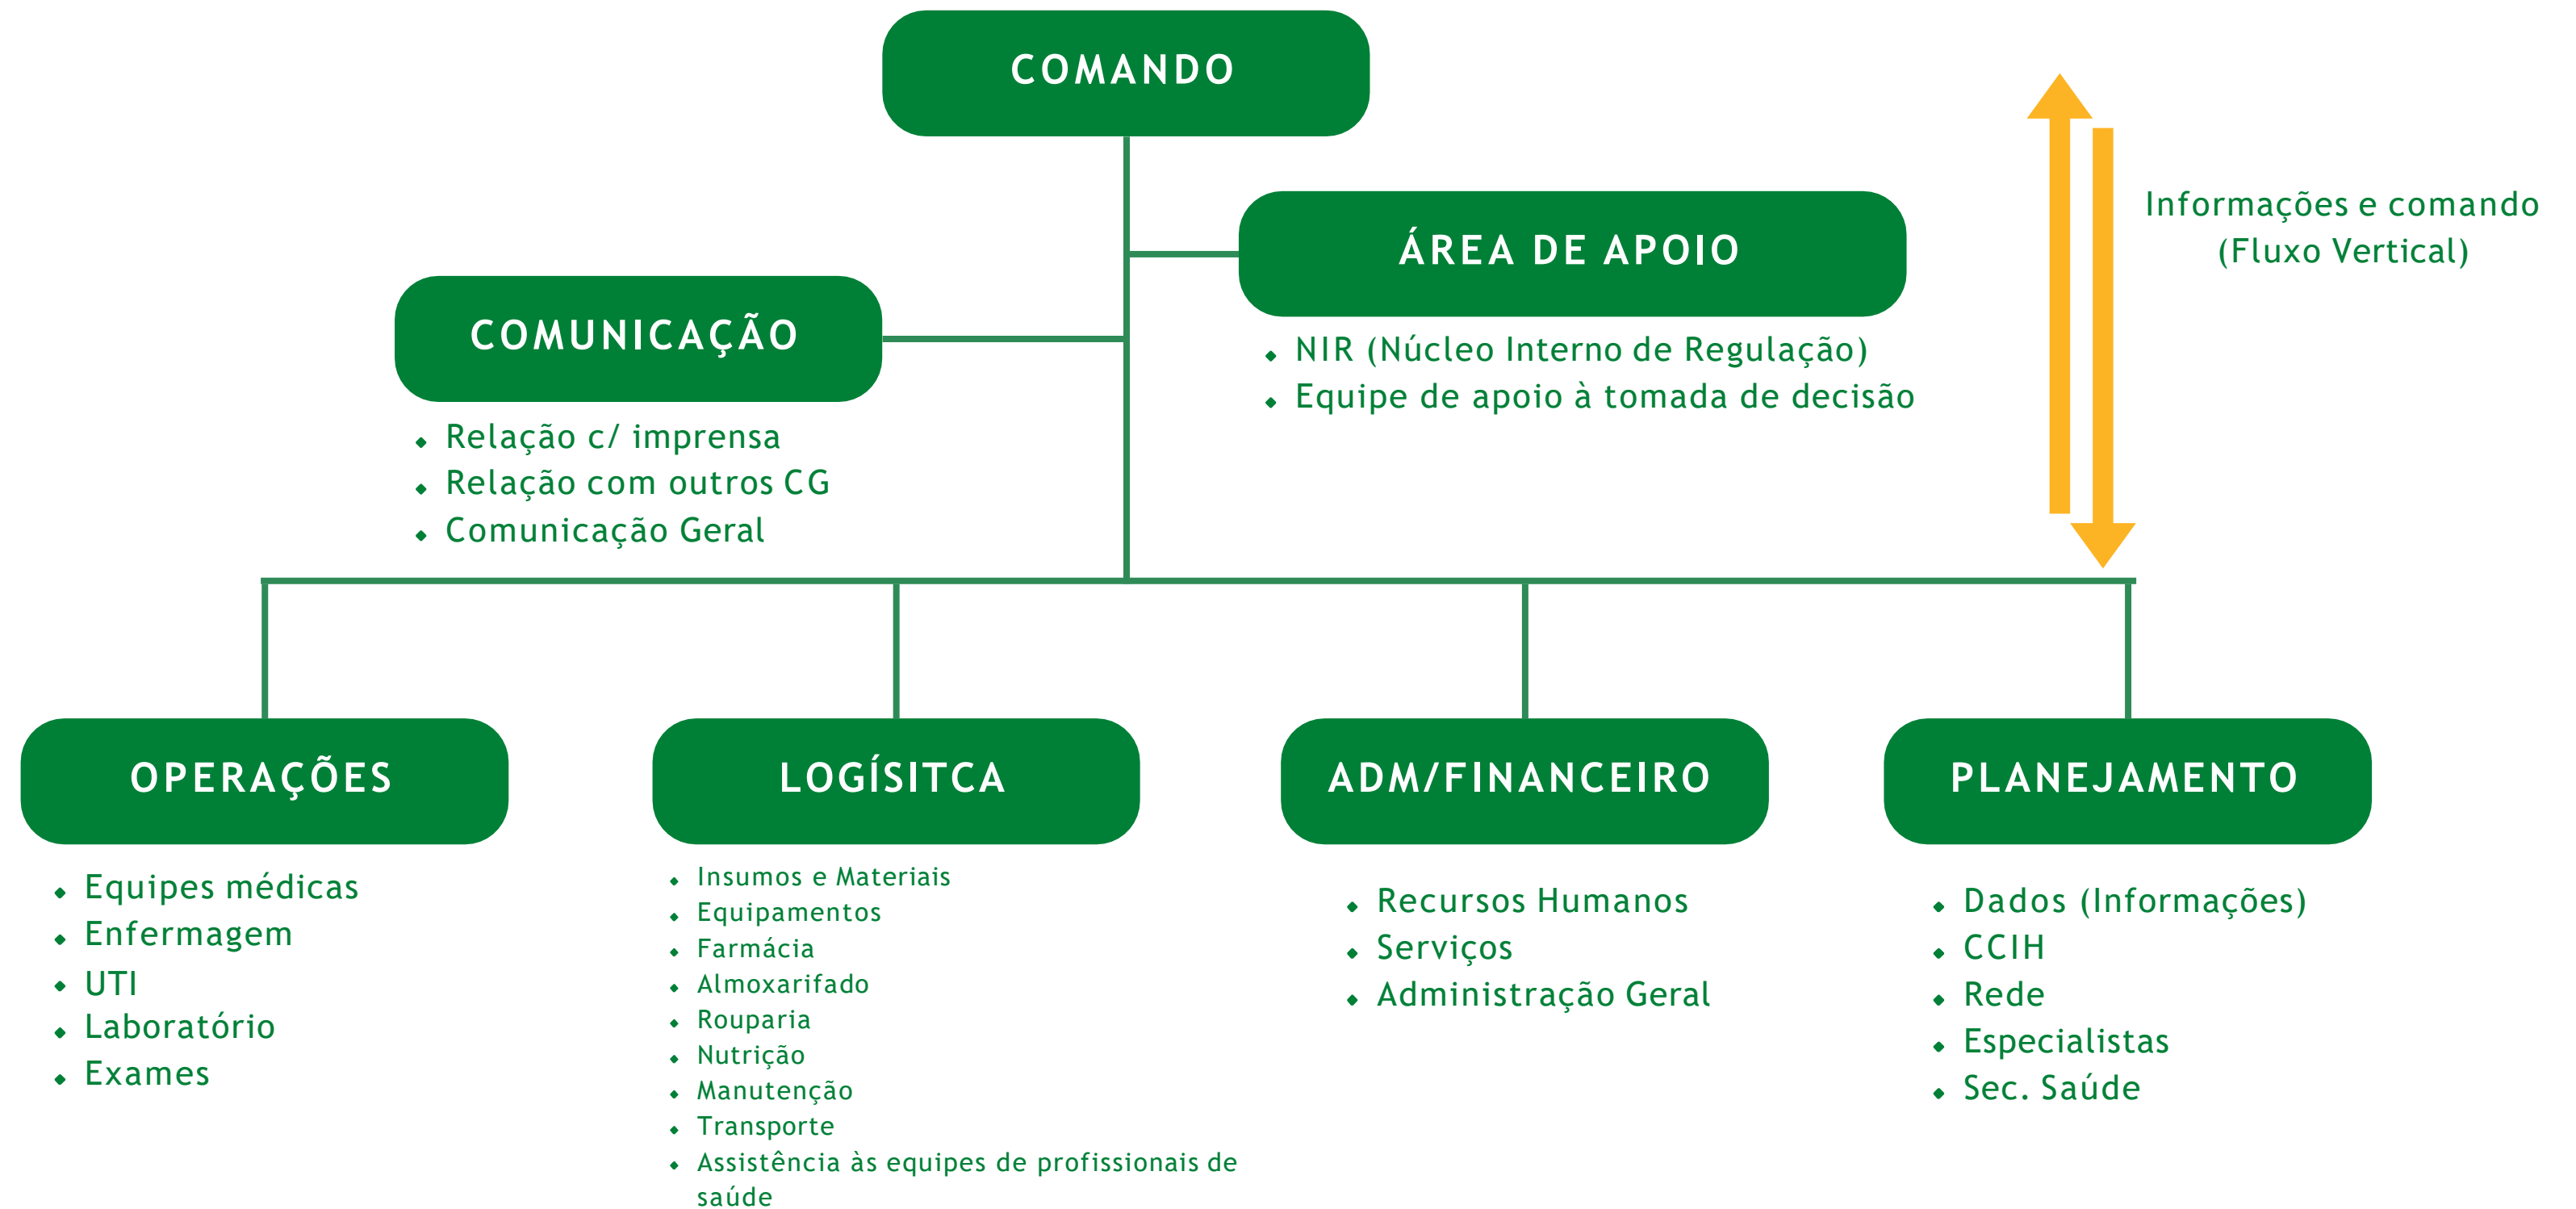 COMANDO
ÁREA DE APOIO
NIR (Núcleo Interno de Regulação)
Equipe de apoio à tomada de decisão
Informações e comando
(Fluxo Vertical)
COMUNICAÇÃO
Relação c/ imprensa
Relação com outros CG
Comunicação Geral
OPERAÇÕES
Equipes médicas
Enfermagem
UTI
Laboratório
Exames
LOGÍSITCA
Insumos e Materiais
Equipamentos
Farmácia
Almoxarifado
Rouparia
Nutrição
Manutenção
Transporte
Assistência às equipes de profissionais de
saúde
ADM/FINANCEIRO
Recursos Humanos
Serviços
Administração Geral
PLANEJAMENTO
Dados (Informações)
CCIH
Rede
Especialistas
Sec. Saúde